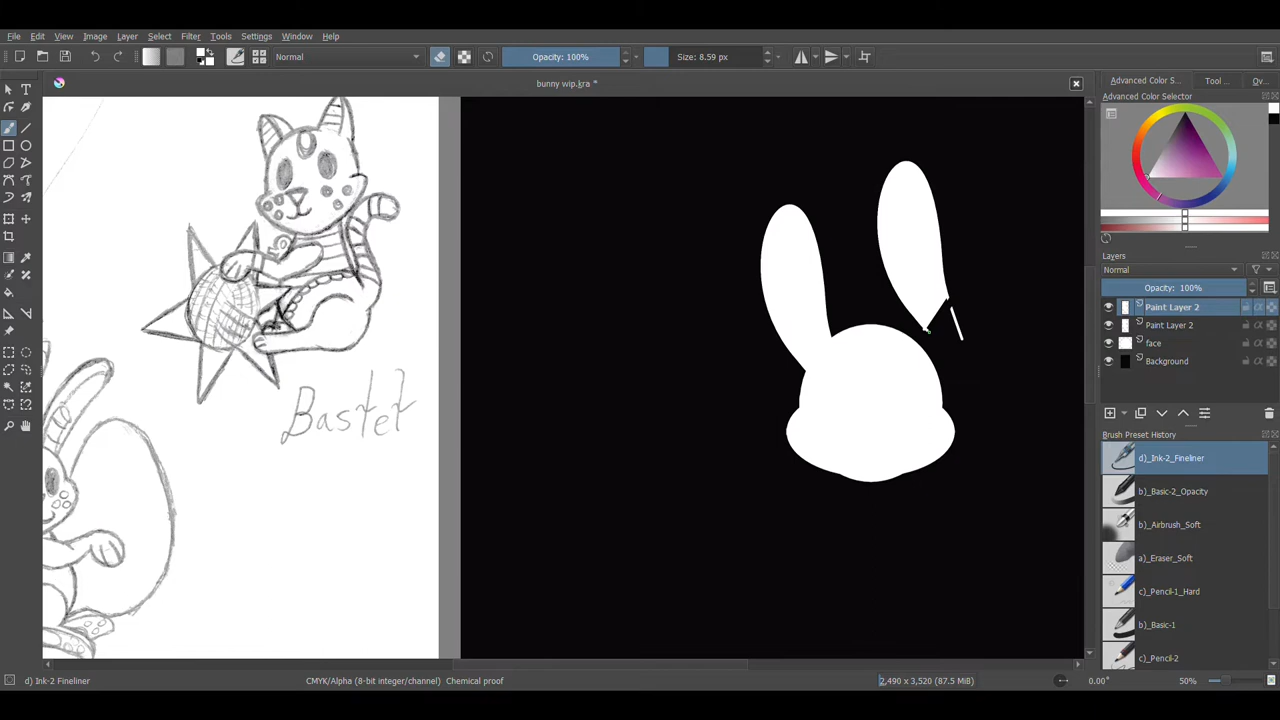 File Edit View Image Layer Select Filter Tools Settings Window Help
Normal
Opacity: 100%
Size: 8.59 px
bunny wip.kra *
Advanced Color S... Tool ... Ov...
Advanced Color Selector
Layers
Normal
Opacity: 100%
Paint Layer 2
Paint Layer 2
face
Background
Brush Preset History
d)_Ink-2_Fineliner
b)_Basic-2_Opacity
b)_Airbrush_Soft
a)_Eraser_Soft
c)_Pencil-1_Hard
b)_Basic-1
c)_Pencil-2
Bastet
d) Ink-2 Fineliner
CMYK/Alpha (8-bit integer/channel) Chemical proof
2,490 x 3,520 (87.5 MiB)
0.00°
50%